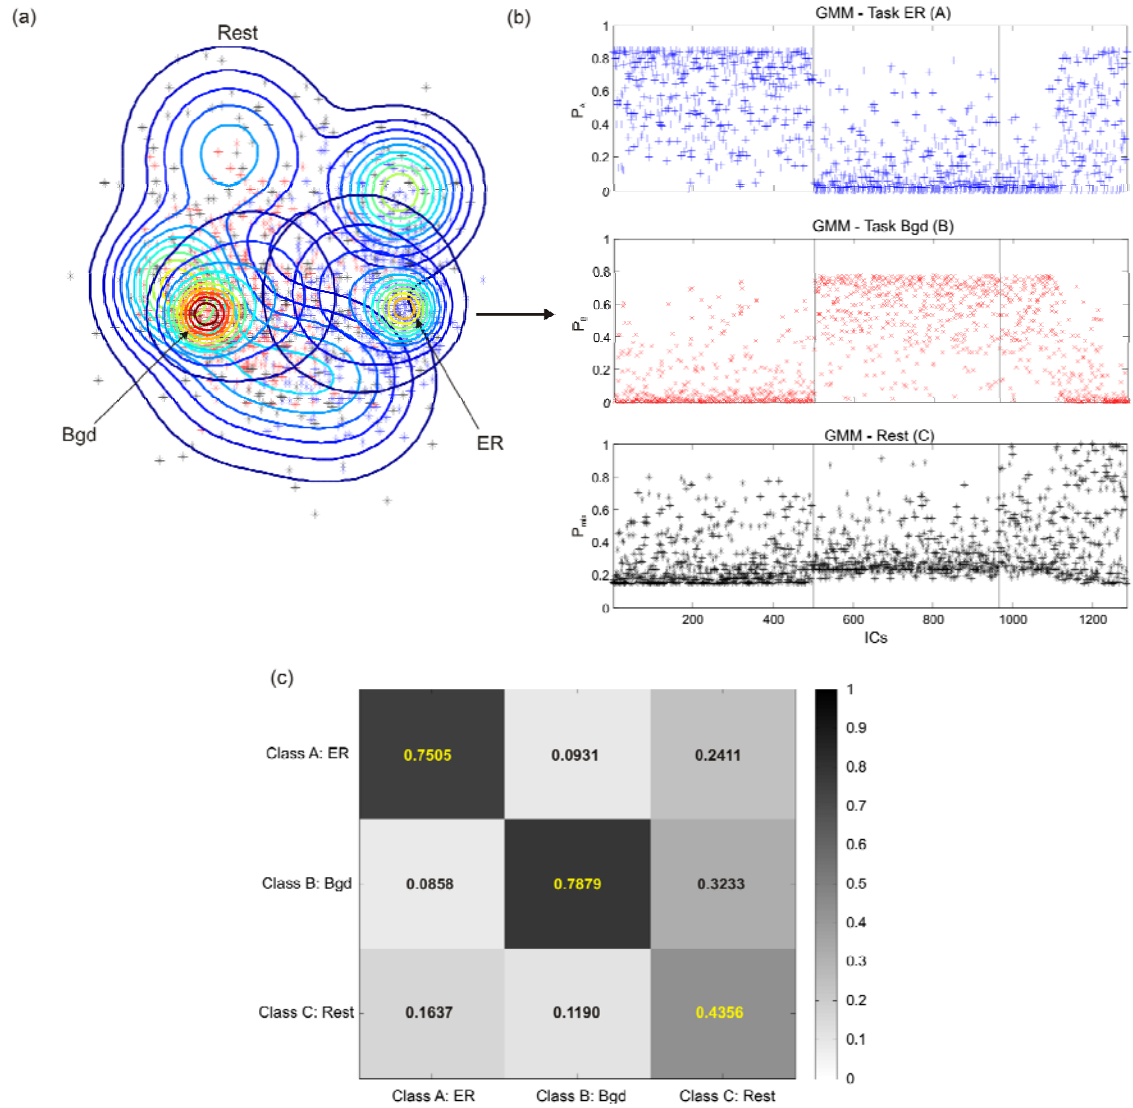 (a)
Rest
Bgd
ER
(b)
GMM - Task ER (A)
P_A
1
0.8
0.6
0.4
0.2
0
GMM - Task Bgd (B)
P_B
1
0.8
0.6
0.4
0.2
0
GMM - Rest (C)
P_mix
1
0.8
0.6
0.4
0.2
0
200 400 600 800 1000 1200
ICs
(c)
Class A: ER 0.7505 0.0931 0.2411
Class B: Bgd 0.0858 0.7879 0.3233
Class C: Rest 0.1637 0.1190 0.4356
Class A: ER Class B: Bgd Class C: Rest
1
0.9
0.8
0.7
0.6
0.5
0.4
0.3
0.2
0.1
0